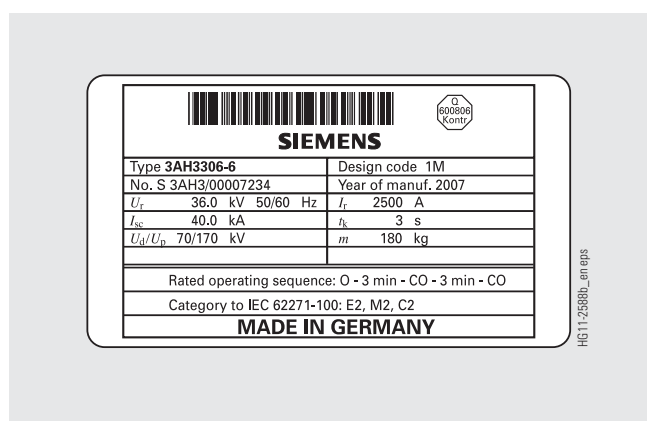 Q
600806
Kontr
SIEMENS
Type 3AH3306-6 Design code 1M
No. S 3AH3/00007234 Year of manuf. 2007
Ur 36.0 kV 50/60 Hz Ir 2500 A
Isc 40.0 kA tk 3 s
Ud/Up 70/170 kV m 180 kg
Rated operating sequence: O - 3 min - CO - 3 min - CO
Category to IEC 62271-100: E2, M2, C2
MADE IN GERMANY
HG11-2588b_en eps